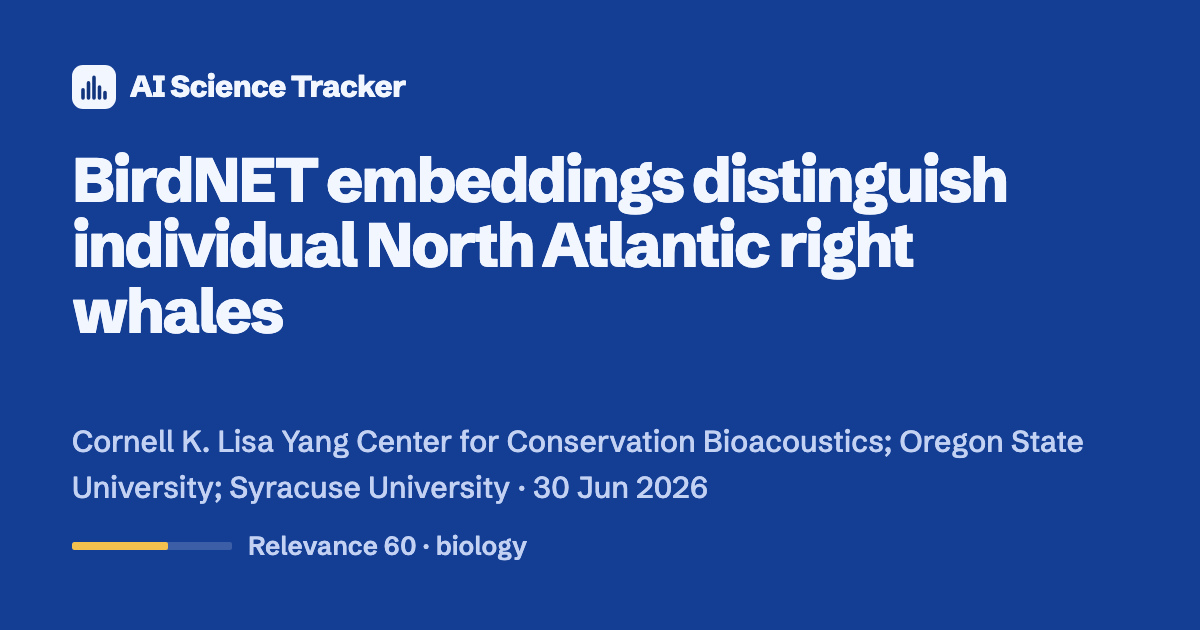 AI Science Tracker
BirdNET embeddings distinguish
individual North Atlantic right
whales
Cornell K. Lisa Yang Center for Conservation Bioacoustics; Oregon State
University; Syracuse University · 30 Jun 2026
Relevance 60 · biology